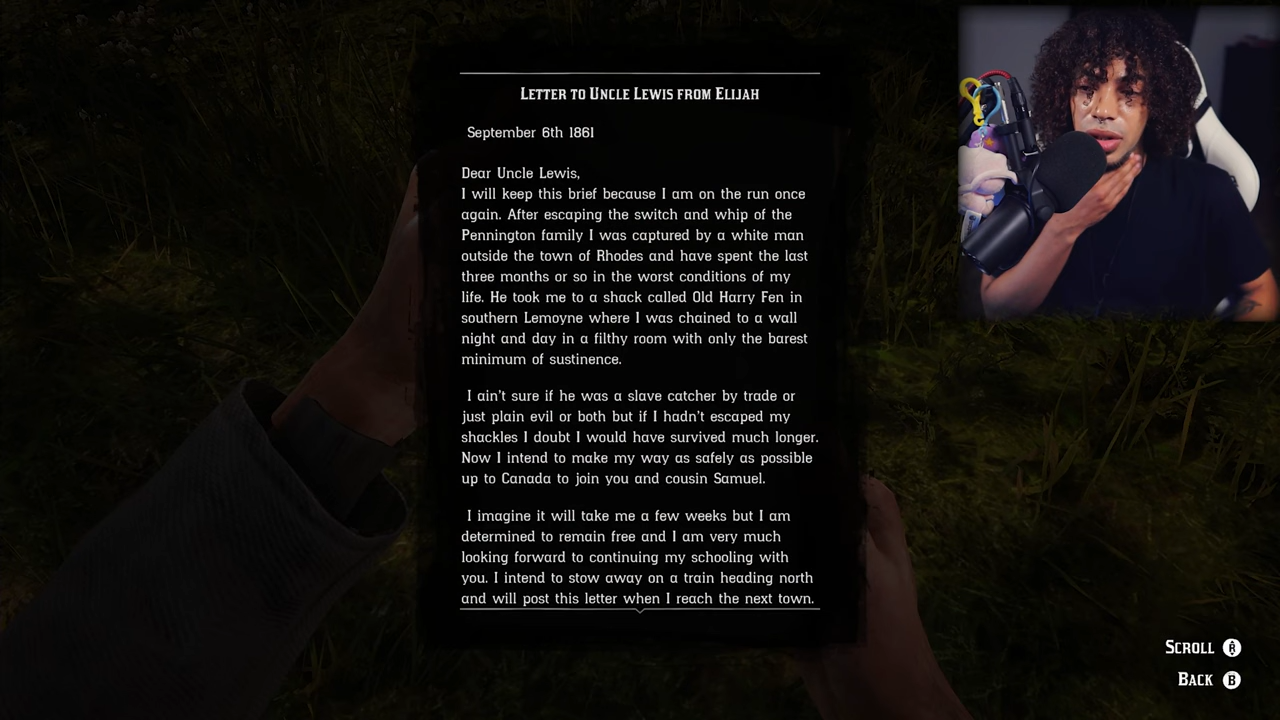 Letter to Uncle Lewis from Elijah
September 6th 1861
Dear Uncle Lewis,
I will keep this brief because I am on the run once
again. After escaping the switch and whip of the
Pennington family I was captured by a white man
outside the town of Rhodes and have spent the last
three months or so in the worst conditions of my
life. He took me to a shack called Old Harry Fen in
southern Lemoyne where I was chained to a wall
night and day in a filthy room with only the barest
minimum of sustinence.
I ain't sure if he was a slave catcher by trade or
just plain evil or both but if I hadn't escaped my
shackles I doubt I would have survived much longer.
Now I intend to make my way as safely as possible
up to Canada to join you and cousin Samuel.
I imagine it will take me a few weeks but I am
determined to remain free and I am very much
looking forward to continuing my schooling with
you. I intend to stow away on a train heading north
and will post this letter when I reach the next town.
Scroll R
Back B